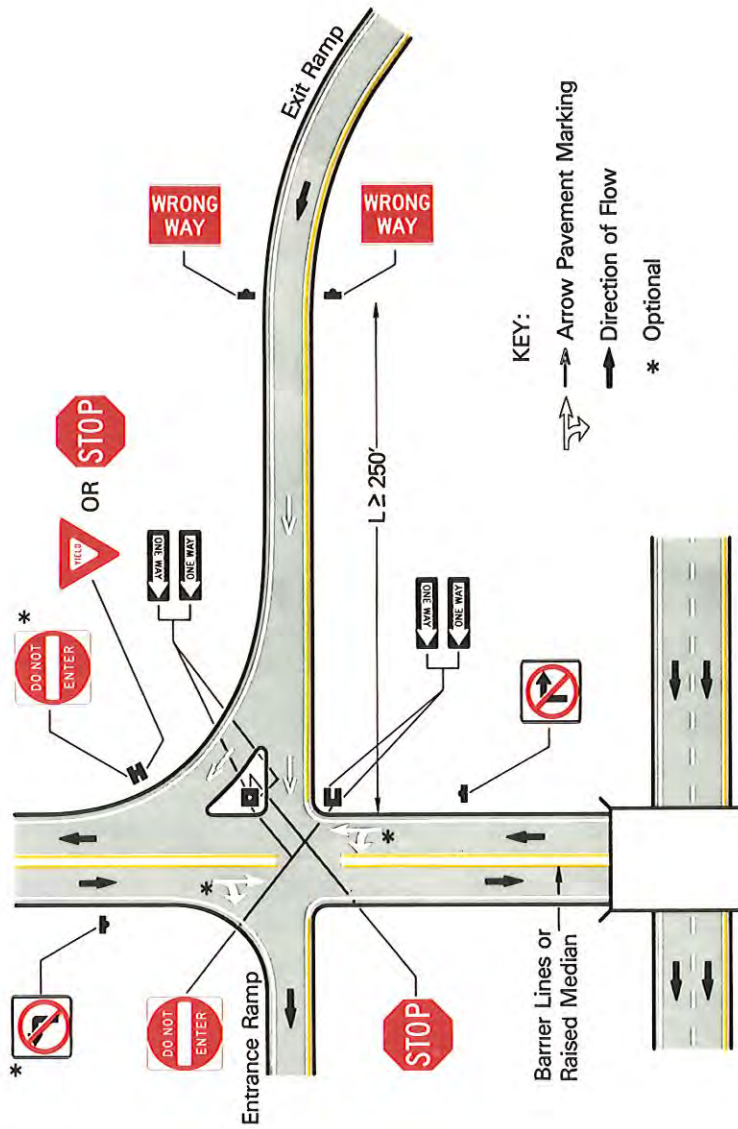 Exit Ramp
WRONG
WAY
WRONG
WAY
YIELD
OR
STOP
*
DO NOT
ENTER
ONE WAY
ONE WAY
L ≥ 250′
ONE WAY
ONE WAY
*
*
*
DO NOT
ENTER
Entrance Ramp
STOP
Barrier Lines or
Raised Median
KEY:
Arrow Pavement Marking
Direction of Flow
* Optional